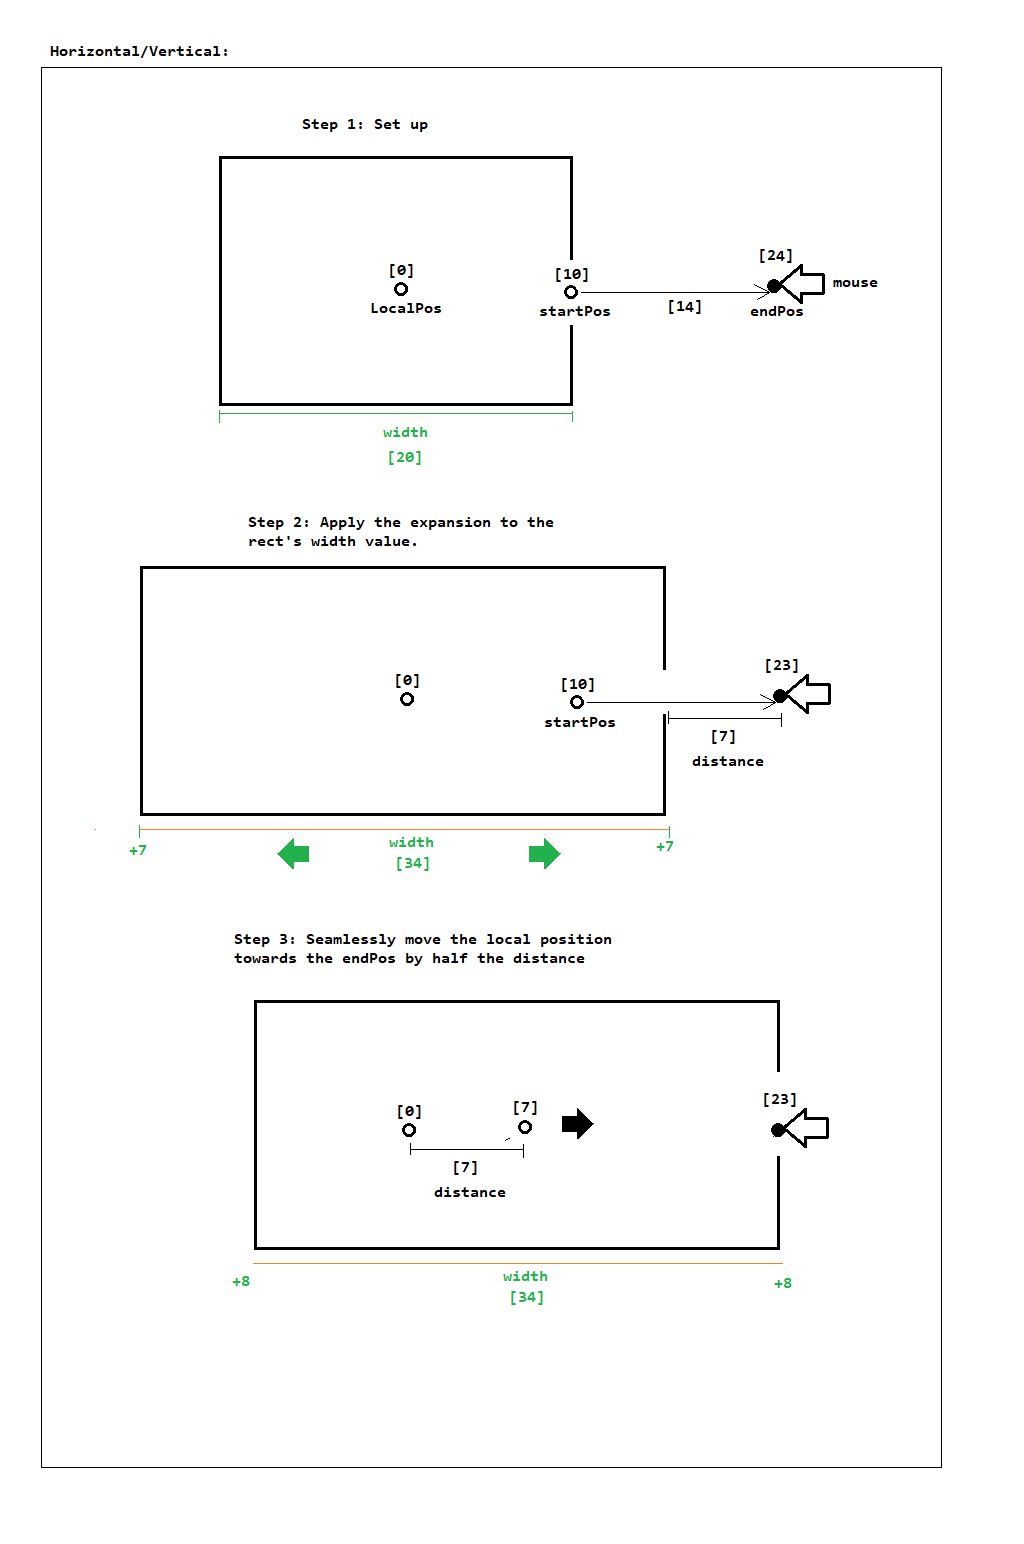 Horizontal/Vertical:
Step 1: Set up
[0]
LocalPos
[10]
startPos
[14]
[24]
endPos
mouse
width
[20]
Step 2: Apply the expansion to the
rect's width value.
[0]
[10]
startPos
[23]
[7]
distance
+7
width
[34]
+7
Step 3: Seamlessly move the local position
towards the endPos by half the distance
[0]
[7]
[23]
[7]
distance
+8
width
[34]
+8